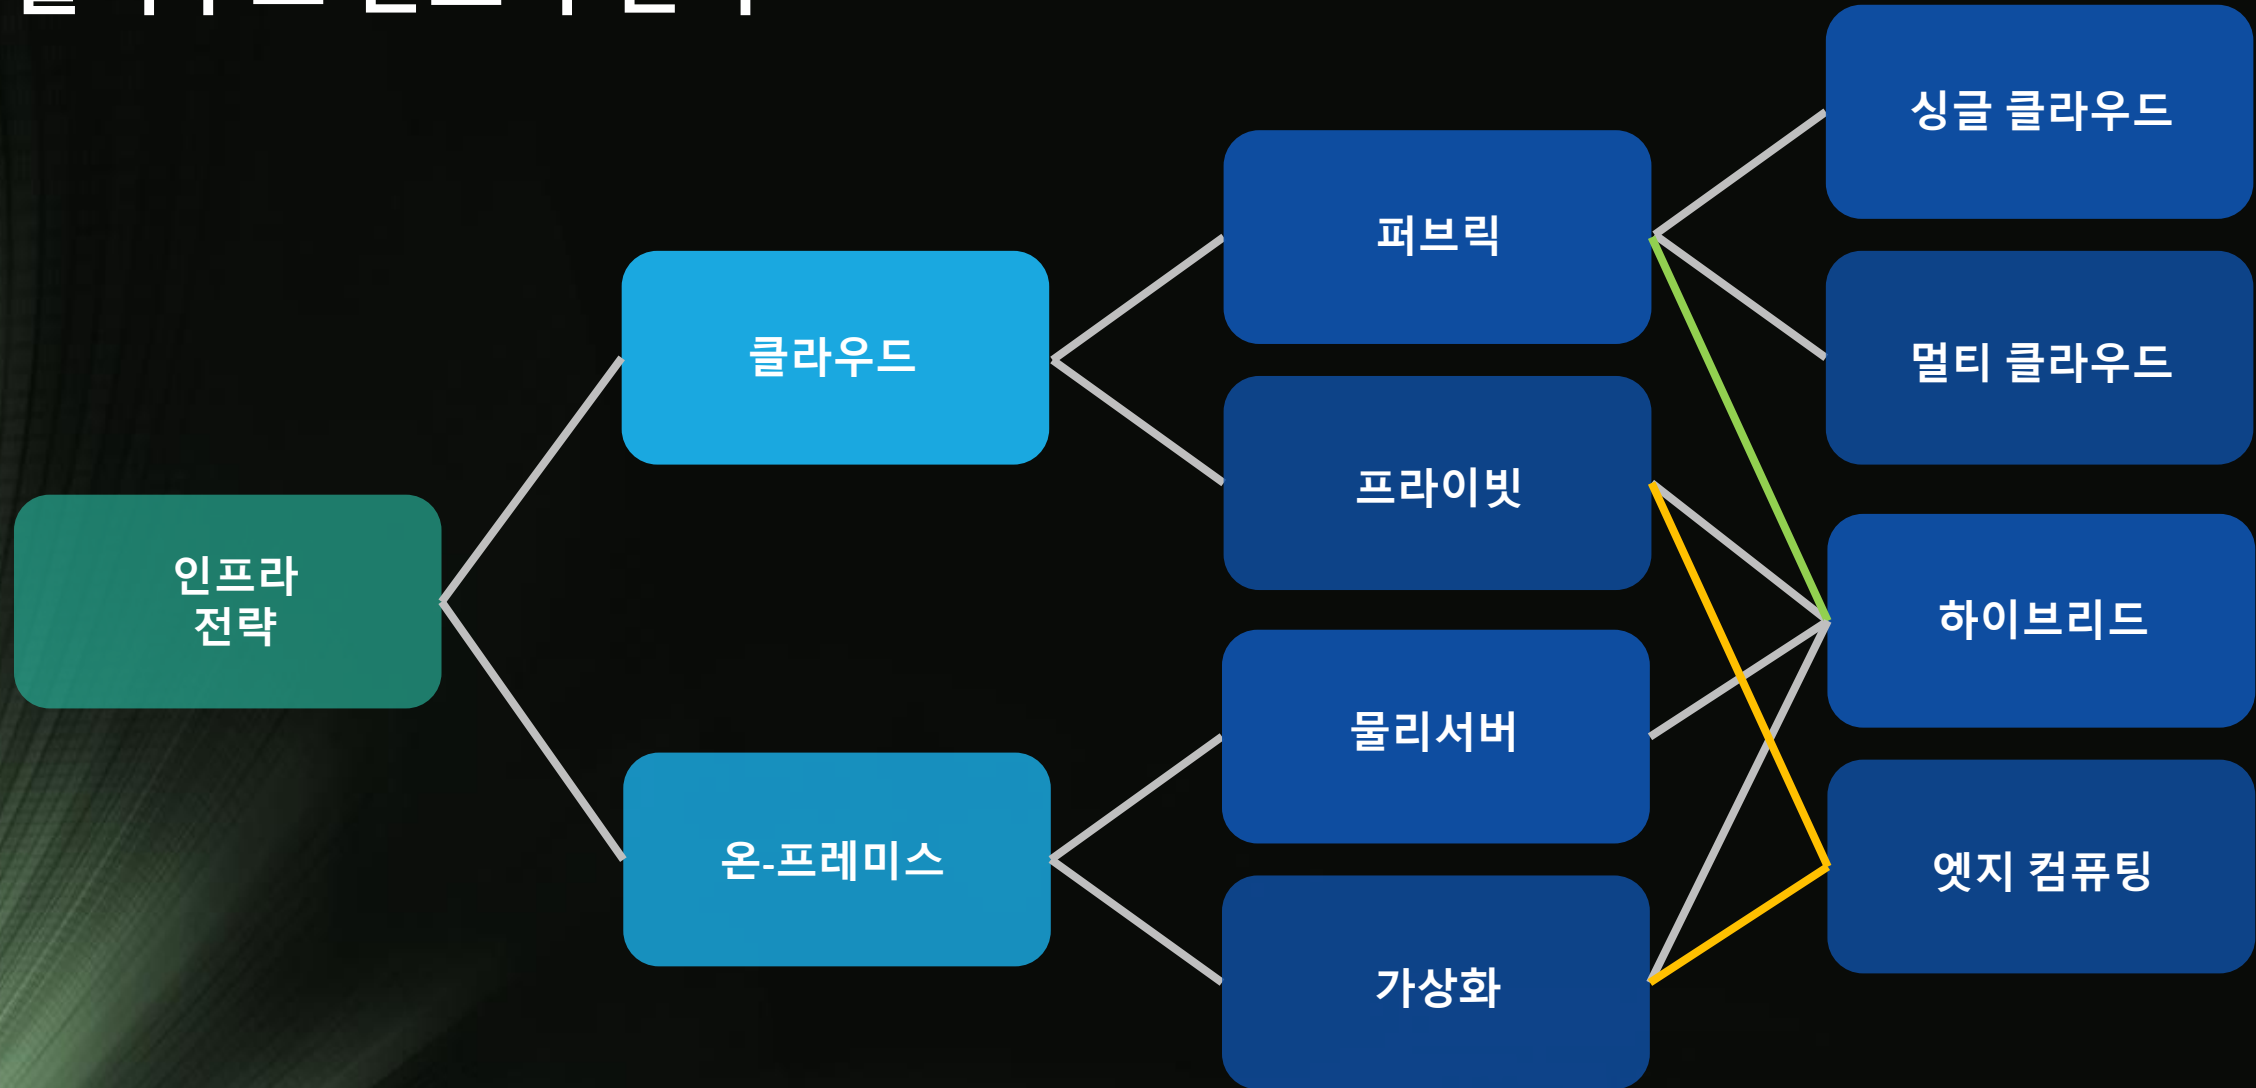 싱글 클라우드
퍼브릭
클라우드
멀티 클라우드
프라이빗
인프라
전략
하이브리드
물리서버
온-프레미스
엣지 컴퓨팅
가상화